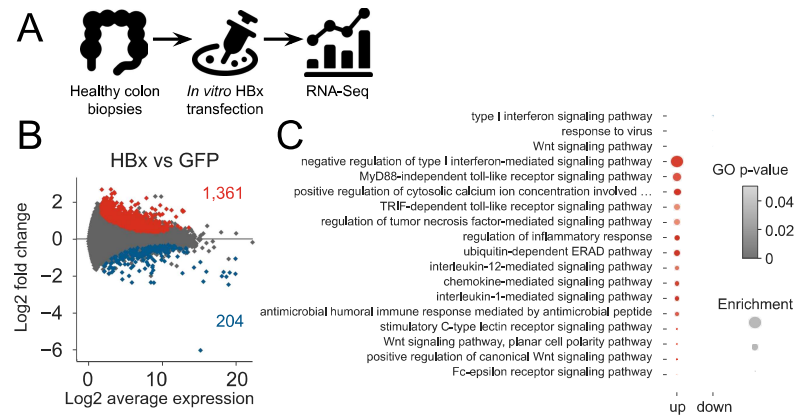 A
Healthy colon
biopsies
In vitro HBx
transfection
RNA-Seq
B
HBx vs GFP
1,361
204
Log2 fold change
2
0
−2
−4
−6
0
10
20
Log2 average expression
C
type I interferon signaling pathway
response to virus
Wnt signaling pathway
negative regulation of type I interferon-mediated signaling pathway
MyD88-independent toll-like receptor signaling pathway
positive regulation of cytosolic calcium ion concentration involved ...
TRIF-dependent toll-like receptor signaling pathway
regulation of tumor necrosis factor-mediated signaling pathway
regulation of inflammatory response
ubiquitin-dependent ERAD pathway
interleukin-12-mediated signaling pathway
chemokine-mediated signaling pathway
interleukin-1-mediated signaling pathway
antimicrobial humoral immune response mediated by antimicrobial peptide
stimulatory C-type lectin receptor signaling pathway
Wnt signaling pathway, planar cell polarity pathway
positive regulation of canonical Wnt signaling pathway
Fc-epsilon receptor signaling pathway
up
down
GO p-value
0.04
0.02
0
Enrichment